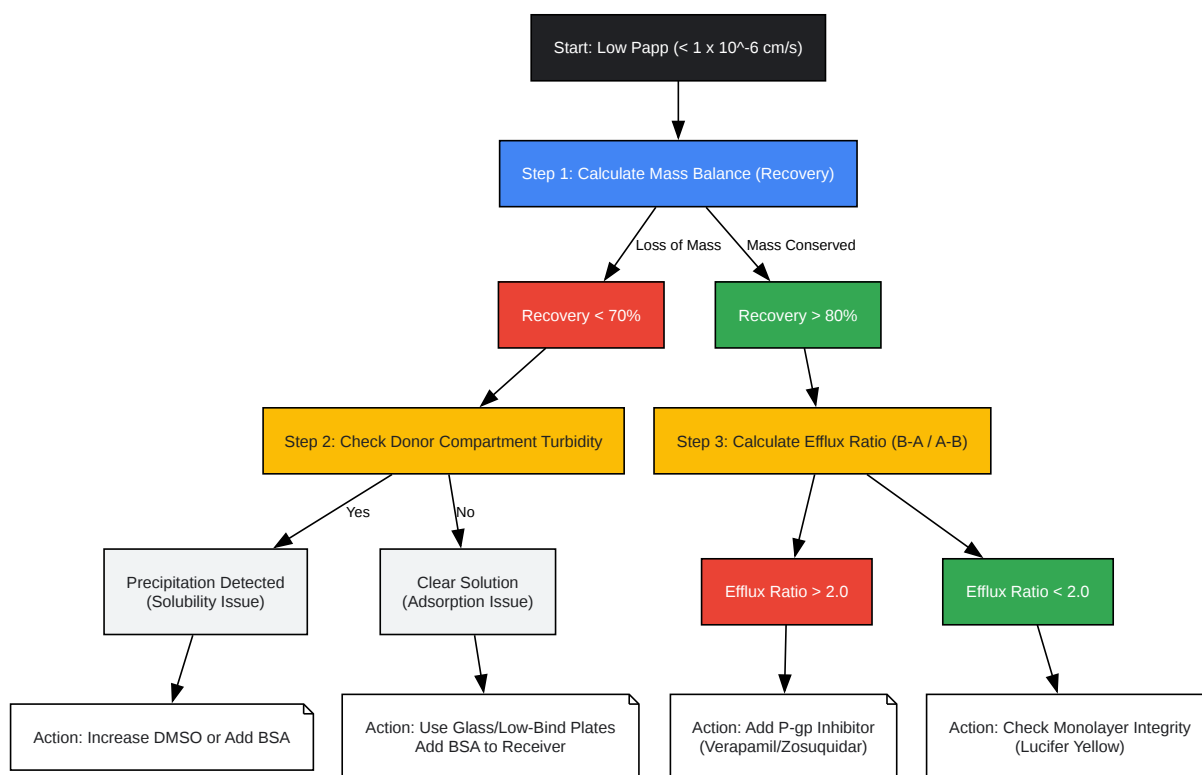 Start: Low Papp (< 1 x 10^-6 cm/s)
Step 1: Calculate Mass Balance (Recovery)
Loss of Mass
Mass Conserved
Recovery < 70%
Recovery > 80%
Step 2: Check Donor Compartment Turbidity
Step 3: Calculate Efflux Ratio (B-A / A-B)
Yes
No
Precipitation Detected
(Solubility Issue)
Clear Solution
(Adsorption Issue)
Efflux Ratio > 2.0
Efflux Ratio < 2.0
Action: Increase DMSO or Add BSA
Action: Use Glass/Low-Bind Plates
Add BSA to Receiver
Action: Add P-gp Inhibitor
(Verapamil/Zosuquidar)
Action: Check Monolayer Integrity
(Lucifer Yellow)